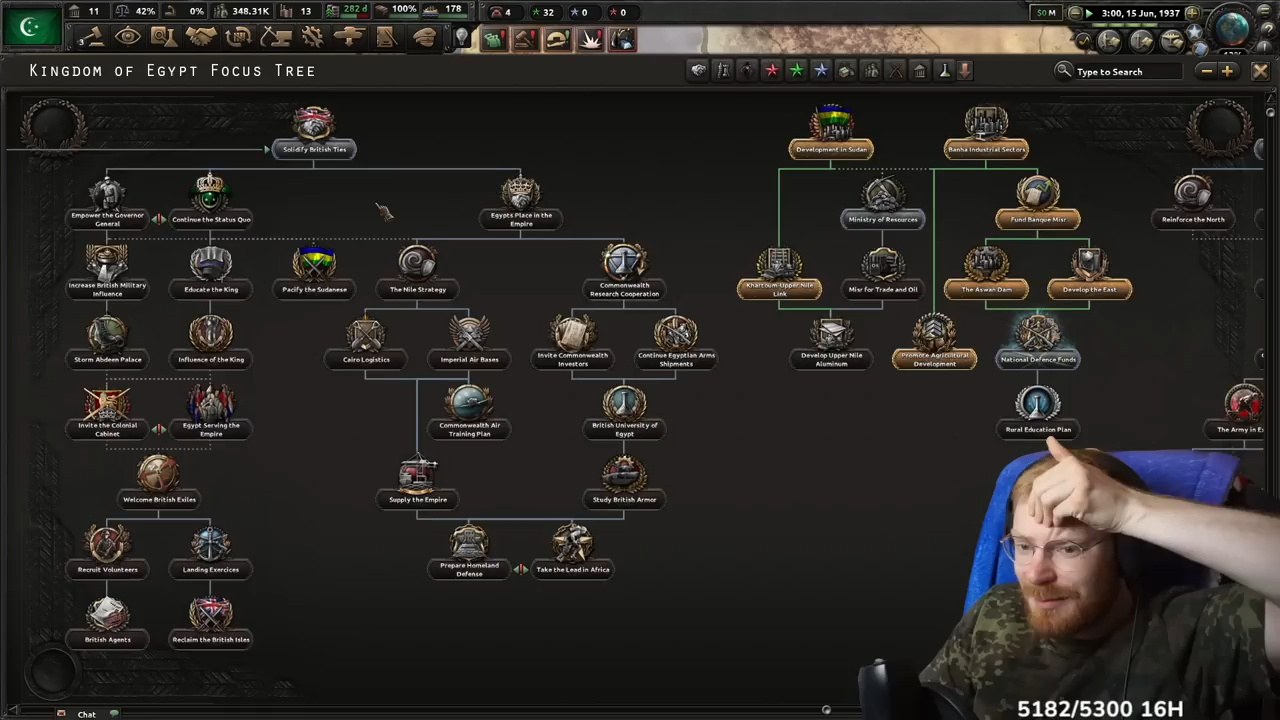 11
42%
0%
348.31K
13
282 d
100%
178
4
32
0
0
$0 M
3:00, 15 Jun, 1937
Kingdom of Egypt Focus Tree
Type to Search
Solidify British Ties
Development in Sudan
Banha Industrial Sectors
Empower the Governor
General
Continue the Status Quo
Egypts Place in the
Empire
Ministry of Resources
Fund Banque Misr
Reinforce the North
Increase British Military
Influence
Educate the King
Pacify the Sudanese
The Nile Strategy
Commonwealth
Research Cooperation
Khartoum-Upper Nile
Link
Misr for Trade and Oil
The Aswan Dam
Develop the East
Storm Abdeen Palace
Influence of the King
Cairo Logistics
Imperial Air Bases
Invite Commonwealth
Investors
Continue Egyptian Arms
Shipments
Develop Upper Nile
Aluminum
Promote Agricultural
Development
National Defence Funds
Invite the Colonial
Cabinet
Egypt Serving the
Empire
Commonwealth Air
Training Plan
British University of
Egypt
Rural Education Plan
The Army in Ex
Welcome British Exiles
Supply the Empire
Study British Armor
Recruit Volunteers
Landing Exercices
Prepare Homeland
Defense
Take the Lead in Africa
British Agents
Reclaim the British Isles
5182/5300 16H
Chat